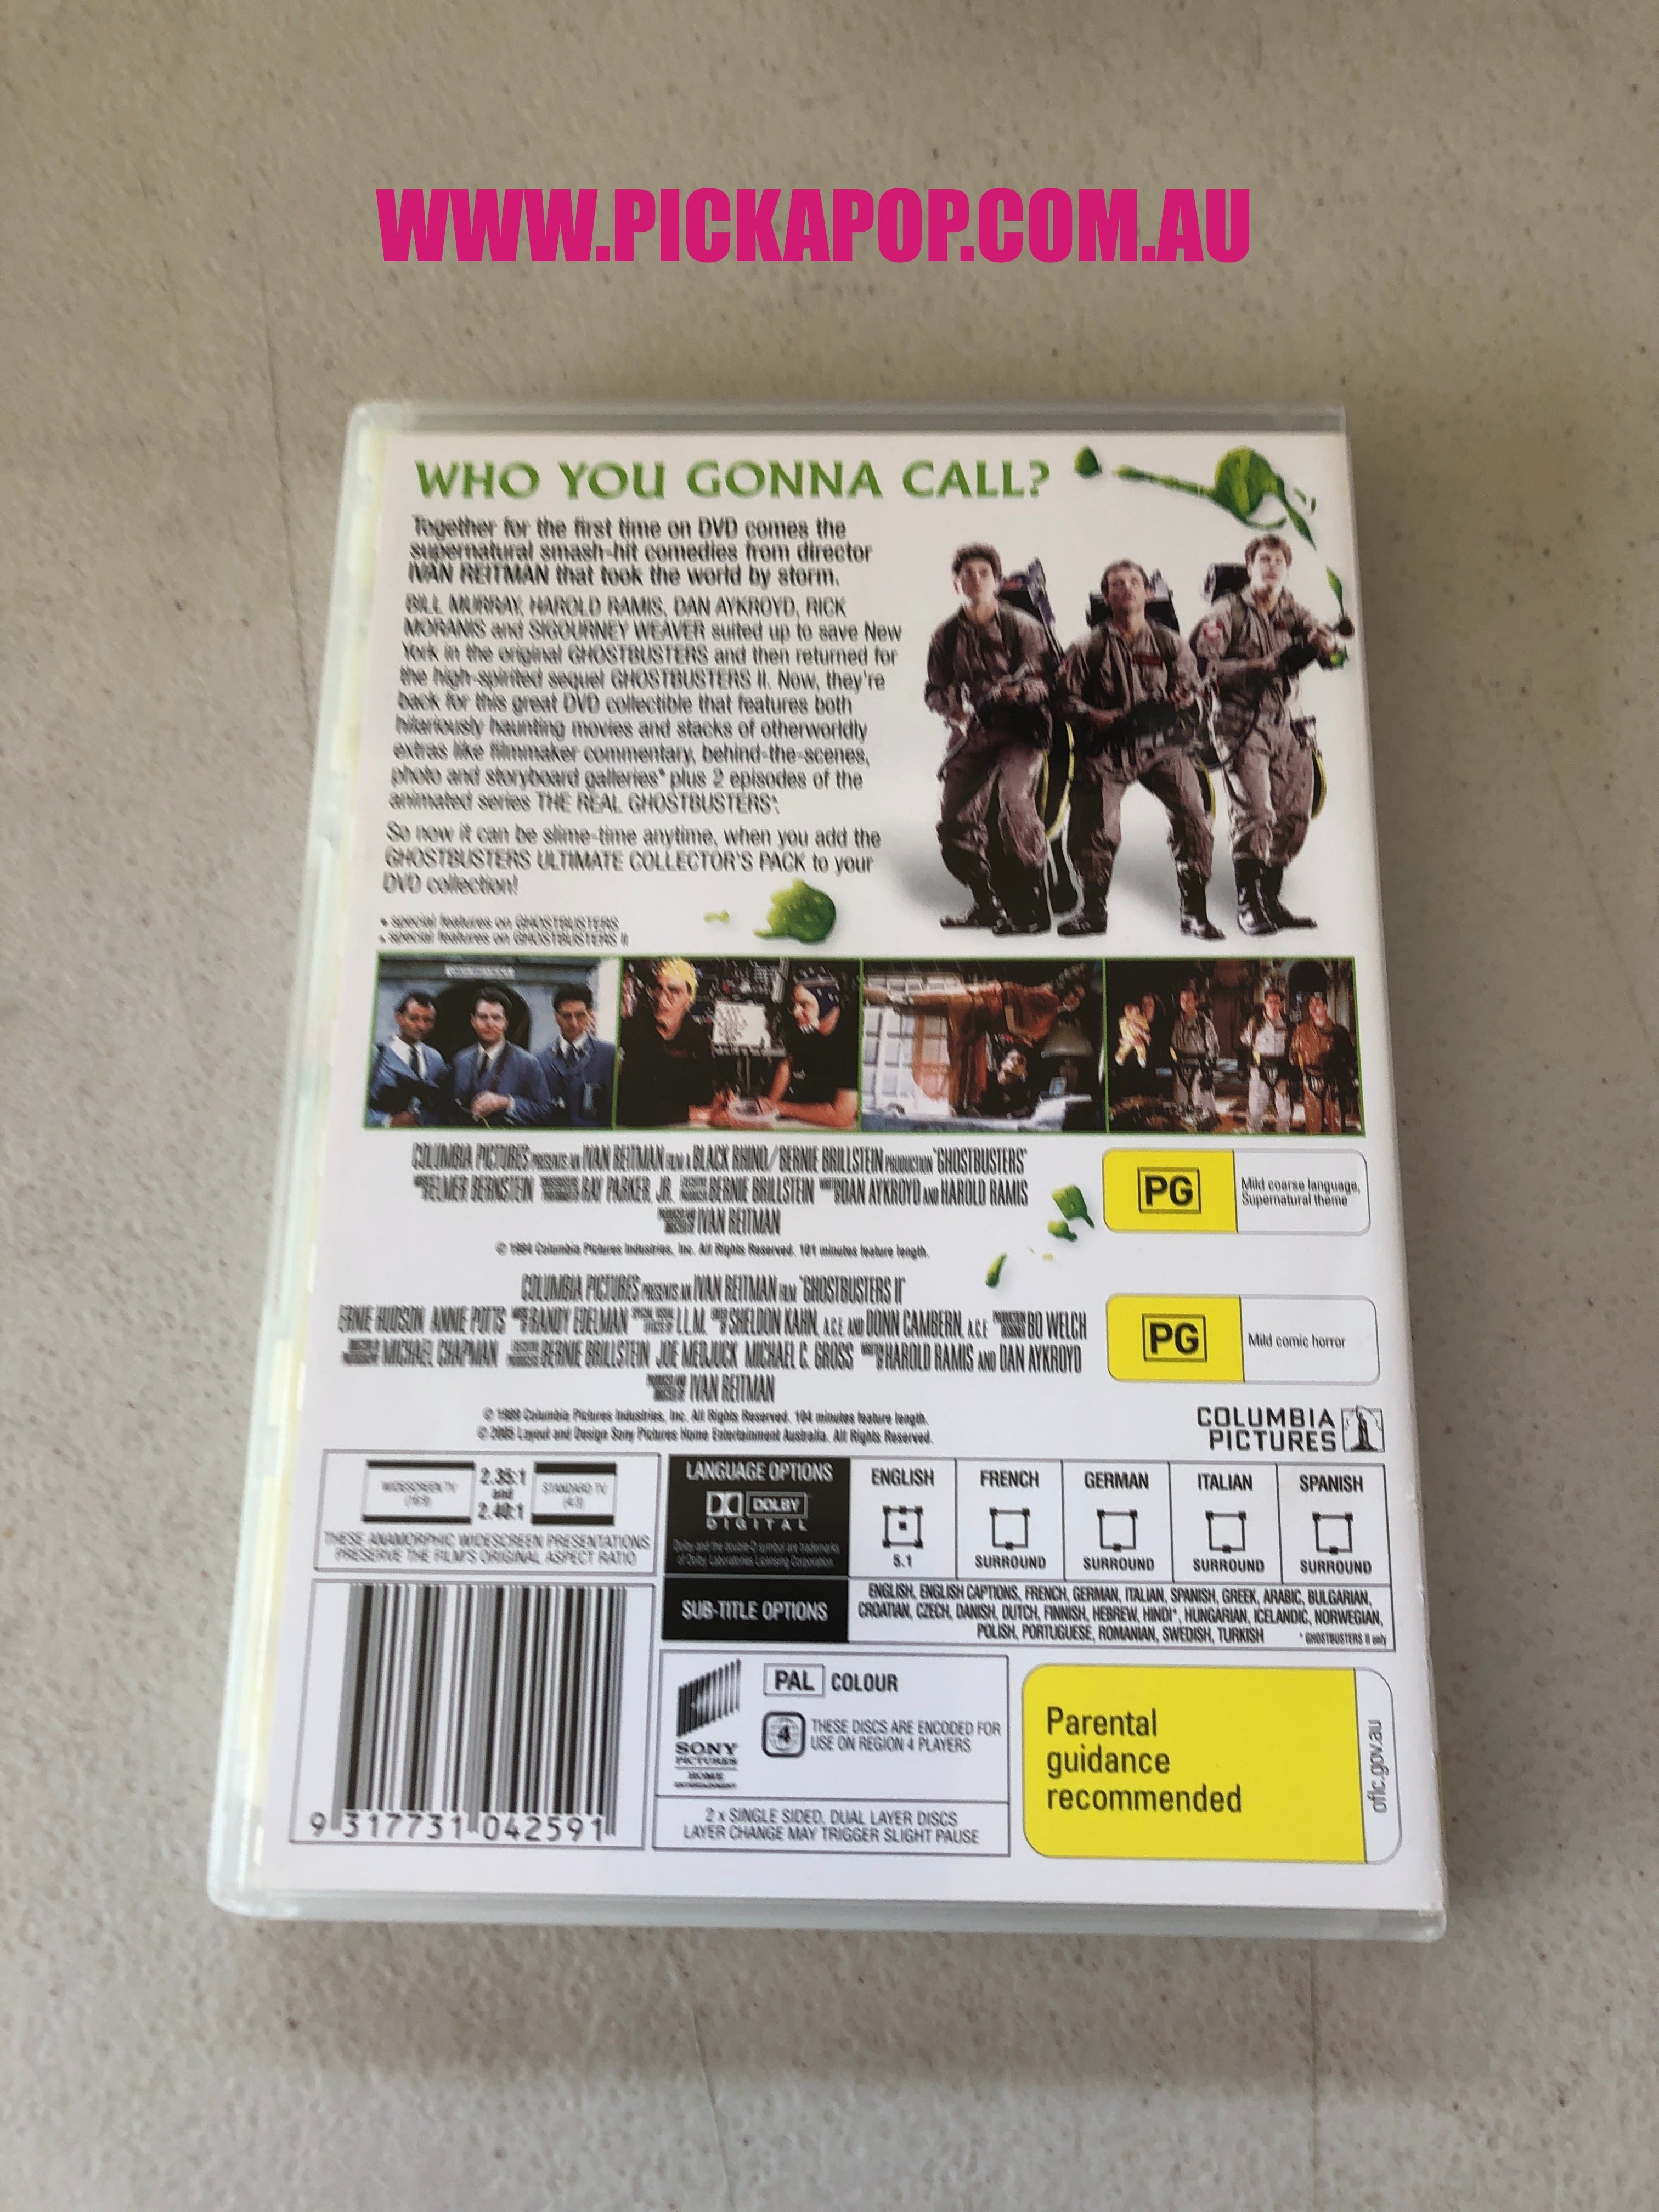 WWW.PICKAPOP.COM.AU
WHO YOU GONNA CALL?
Together for the first time on DVD comes the
supernatural smash-hit comedies from director
IVAN REITMAN that took the world by storm.
BILL MURRAY, HAROLD RAMIS, DAN AYKROYD, RICK
MORANIS and SIGOURNEY WEAVER suited up to save New
York in the original GHOSTBUSTERS and then returned for
the high-spirited sequel GHOSTBUSTERS II. Now, they're
back for this great DVD collectible that features both
hilariously haunting movies and stacks of otherworldly
extras like filmmaker commentary, behind-the-scenes,
photo and storyboard galleries* plus 2 episodes of the
animated series THE REAL GHOSTBUSTERS*.
So now it can be slime-time anytime, when you add the
GHOSTBUSTERS ULTIMATE COLLECTOR'S PACK to your
DVD collection!
• special features on GHOSTBUSTERS
• special features on GHOSTBUSTERS II
COLUMBIA PICTURES PRESENTS AN IVAN REITMAN FILM A BLACK RHINO/BERNIE BRILLSTEIN PRODUCTION "GHOSTBUSTERS"
ELMER BERNSTEIN RAY PARKER, JR. BERNIE BRILLSTEIN DAN AYKROYD AND HAROLD RAMIS
IVAN REITMAN
© 1984 Columbia Pictures Industries, Inc. All Rights Reserved. 101 minutes feature length.
PG
Mild coarse language,
Supernatural theme
COLUMBIA PICTURES PRESENTS AN IVAN REITMAN FILM "GHOSTBUSTERS II"
ERNIE HUDSON ANNIE POTTS RANDY EDELMAN I.L.M. SHELDON KAHN, A.C.E. AND DONN CAMBERN, A.C.E. BO WELCH
MICHAEL CHAPMAN BERNIE BRILLSTEIN JOE MEDJUCK MICHAEL C. GROSS HAROLD RAMIS AND DAN AYKROYD
IVAN REITMAN
PG
Mild comic horror
© 1989 Columbia Pictures Industries, Inc. All Rights Reserved. 104 minutes feature length.
© 2005 Layout and Design Sony Pictures Home Entertainment Australia. All Rights Reserved.
COLUMBIA
PICTURES
WIDESCREEN TV
(16:9)
2.35:1
and
2.40:1
STANDARD TV
(4:3)
THESE ANAMORPHIC WIDESCREEN PRESENTATIONS
PRESERVE THE FILM'S ORIGINAL ASPECT RATIO
LANGUAGE OPTIONS
DOLBY
DIGITAL
Dolby and the double-D symbol are trademarks
of Dolby Laboratories Licensing Corporation.
ENGLISH
5.1
FRENCH
SURROUND
GERMAN
SURROUND
ITALIAN
SURROUND
SPANISH
SURROUND
SUB-TITLE OPTIONS
ENGLISH, ENGLISH CAPTIONS, FRENCH, GERMAN, ITALIAN, SPANISH, GREEK, ARABIC, BULGARIAN,
CROATIAN, CZECH, DANISH, DUTCH, FINNISH, HEBREW, HINDI*, HUNGARIAN, ICELANDIC, NORWEGIAN,
POLISH, PORTUGUESE, ROMANIAN, SWEDISH, TURKISH
* GHOSTBUSTERS II only
9 317731 042591
SONY
PICTURES
HOME
ENTERTAINMENT
PAL COLOUR
4
THESE DISCS ARE ENCODED FOR
USE ON REGION 4 PLAYERS
2 x SINGLE SIDED, DUAL LAYER DISCS
LAYER CHANGE MAY TRIGGER SLIGHT PAUSE
Parental
guidance
recommended
oflc.gov.au